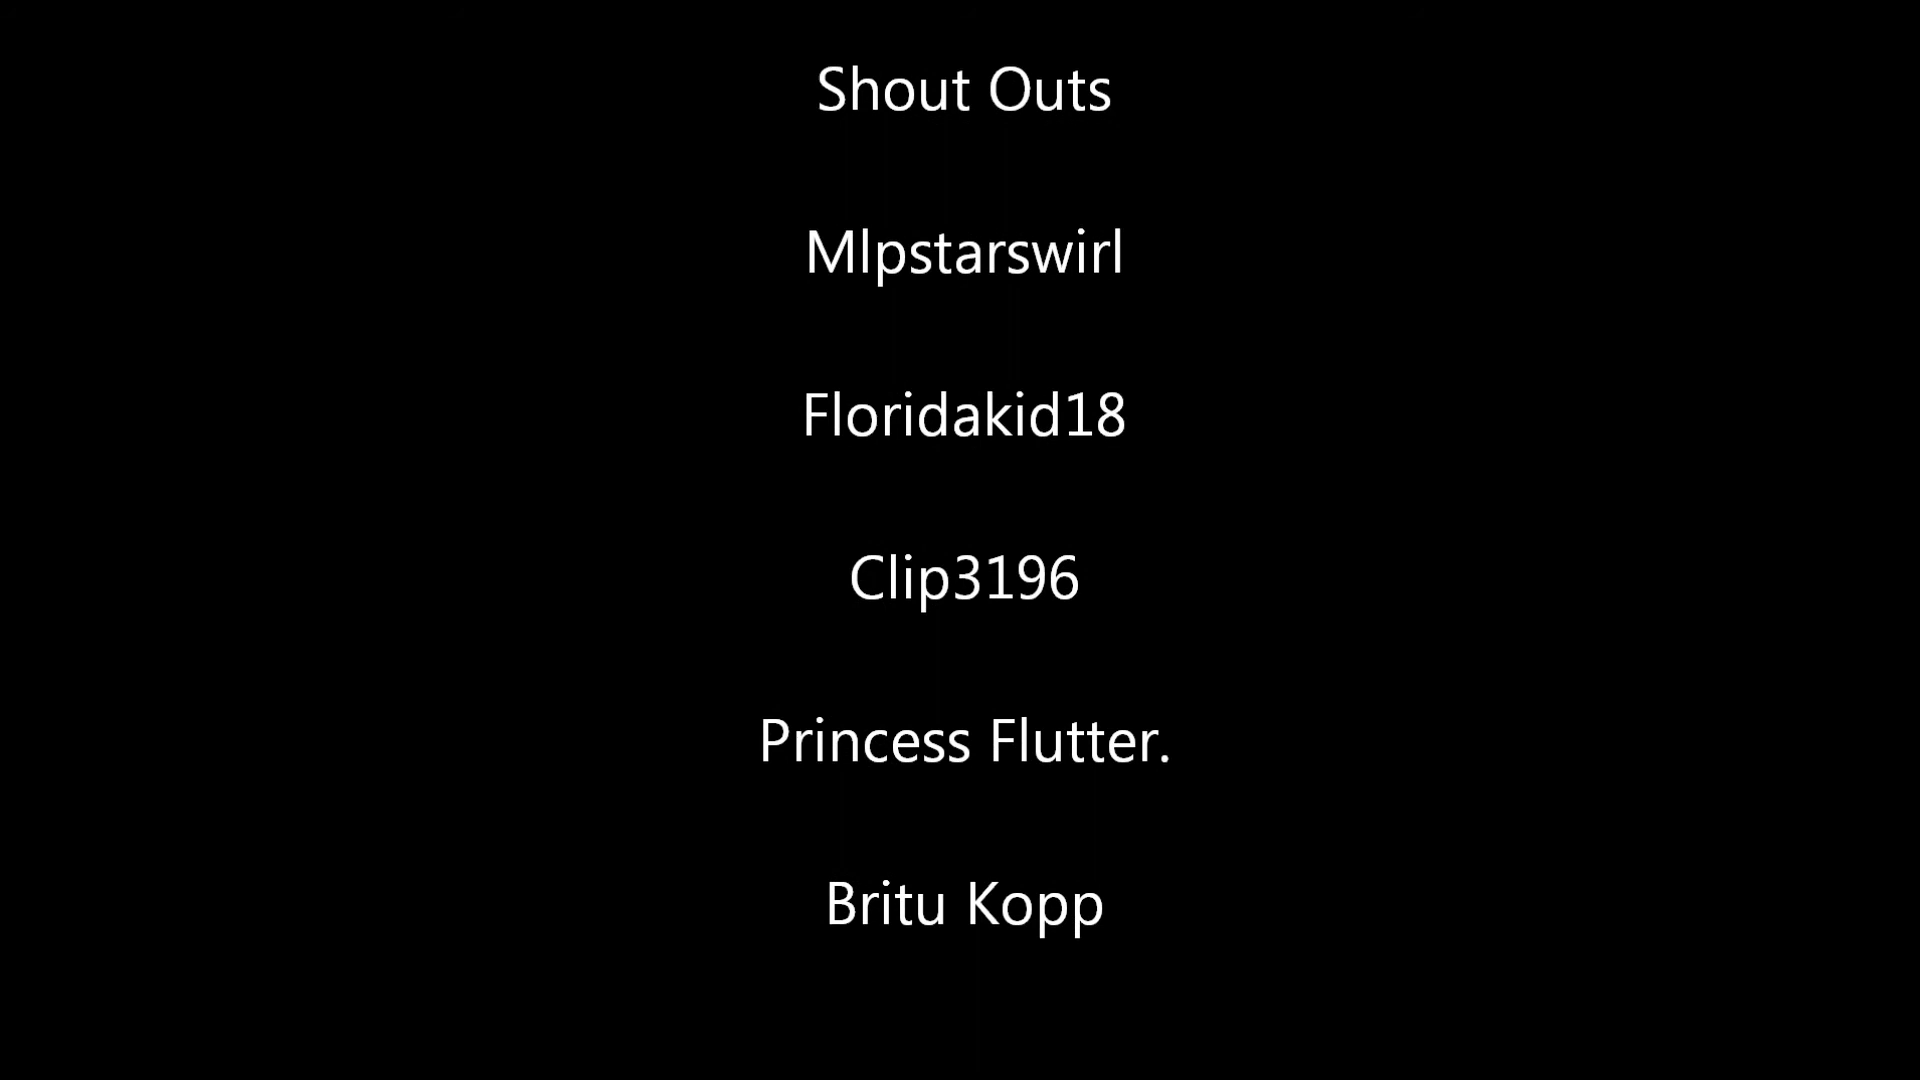 Shout Outs
Mlpstarswirl
Floridakid18
Clip3196
Princess Flutter.
Britu Kopp